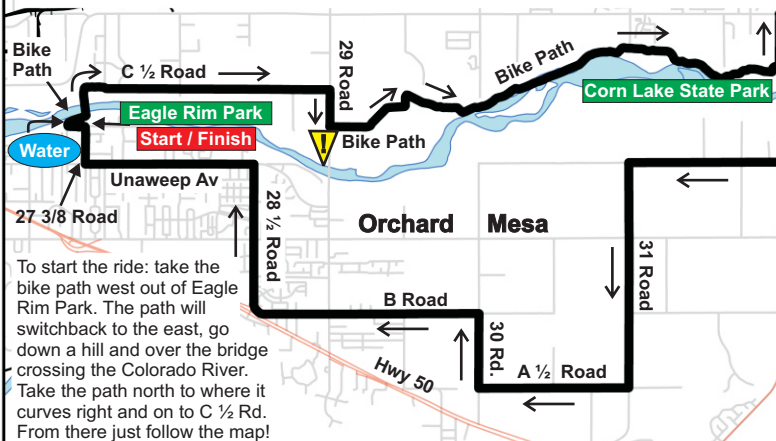 Bike
Path
C ½ Road
29 Road
Bike Path
Corn Lake State Park
Eagle Rim Park
Start / Finish
!
Bike Path
Water
Unaweep Av
27 3/8 Road
28 ½ Road
Orchard Mesa
31 Road
B Road
30 Rd.
A ½ Road
Hwy 50
To start the ride: take the
bike path west out of Eagle
Rim Park. The path will
switchback to the east, go
down a hill and over the bridge
crossing the Colorado River.
Take the path north to where it
curves right and on to C ½ Rd.
From there just follow the map!